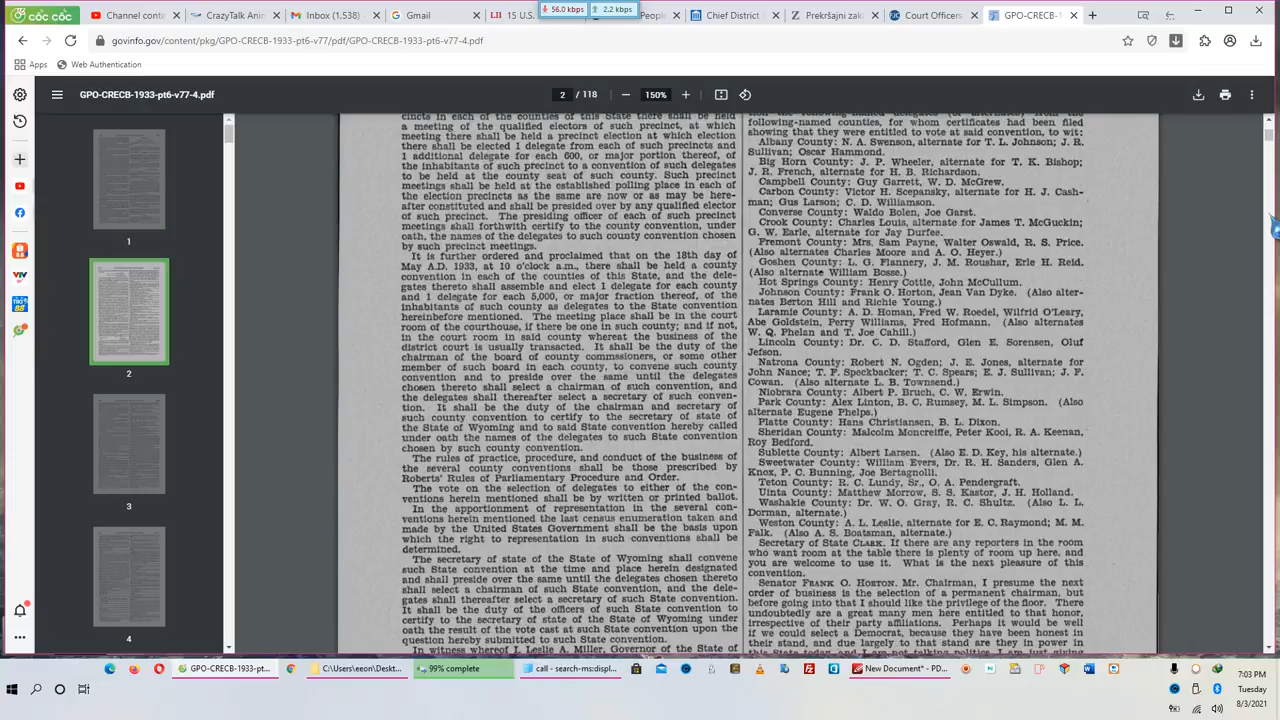 cốc cốc
Channel conte
CrazyTalk Anim
Inbox (1,538)
Gmail
15 U.S.
56.0 kbps
2.2 kbps
People
Chief District
Prekršajni zako
Court Officers
GPO-CRECB-1
govinfo.gov/content/pkg/GPO-CRECB-1933-pt6-v77/pdf/GPO-CRECB-1933-pt6-v77-4.pdf
Apps
Web Authentication
GPO-CRECB-1933-pt6-v77-4.pdf
2 / 118
150%
1
2
3
4
cincts in each of the counties of this State there shall be held
a meeting of the qualified electors of such precinct, at which
meeting there shall be held a precinct election at which election
there shall be elected 1 delegate from each of such precincts and
1 additional delegate for each 600, or major portion thereof, of
the inhabitants of such precinct to a convention of such delegates
to be held at the county seat of such county. Such precinct
meetings shall be held at the established polling place in each of
the election precincts as the same are now or as may be here-
after constituted and shall be presided over by any qualified elector
of such precinct. The presiding officer of each of such precinct
meetings shall forthwith certify to the county convention, under
oath, the names of the delegates to such county convention chosen
by such precinct meetings.
It is further ordered and proclaimed that on the 18th day of
May A.D. 1933, at 10 o'clock a.m., there shall be held a county
convention in each of the counties of this State, and the dele-
gates thereto shall assemble and elect 1 delegate for each county
and 1 delegate for each 5,000, or major fraction thereof, of the
inhabitants of such county as delegates to the State convention
hereinbefore mentioned. The meeting place shall be in the court
room of the courthouse, if there be one in such county; and if not,
in the court room in said county whereat the business of the
district court is usually transacted. It shall be the duty of the
chairman of the board of county commssioners, or some other
member of such board in each county, to convene such county
convention and to preside over the same until the delegates
chosen thereto shall select a chairman of such convention, and
the delegates shall thereafter select a secretary of such conven-
tion. It shall be the duty of the chairman and secretary of
such county convention to certify to the secretary of state of
the State of Wyoming and to said State convention hereby called
under oath the names of the delegates to such State convention
chosen by such county convention.
The rules of practice, procedure, and conduct of the business of
the several county conventions shall be those prescribed by
Roberts' Rules of Parliamentary Procedure and Order.
The vote on the selection of delegates to either of the con-
ventions herein mentioned shall be by written or printed ballot.
In the apportionment of representation in the several con-
ventions herein mentioned the last census enumeration taken and
made by the United States Government shall be the basis upon
which the right to representation in such conventions shall be
determined.
The secretary of state of the State of Wyoming shall convene
such State convention at the time and place herein designated
and shall preside over the same until the delegates chosen thereto
shall select a chairman of such State convention, and the dele-
gates shall thereafter select a secretary of such State convention.
It shall be the duty of the officers of such State convention to
certify to the secretary of state of the State of Wyoming under
oath the result of the vote cast at such State convention upon the
question hereby submitted to such State convention.
In witness whereof I, Leslie A. Miller, Governor of the State of
following-named counties, for whom certificates had been filed
showing that they were entitled to vote at said convention, to wit:
Albany County: N. A. Swenson, alternate for T. L. Johnson; J. R.
Sullivan; Oscar Hammond.
Big Horn County: J. P. Wheeler, alternate for T. K. Bishop;
J. R. French, alternate for H. B. Richardson.
Campbell County: Guy Garrett, W. D. McGrew.
Carbon County: Victor H. Scepansky, alternate for H. J. Cash-
man; Gus Larson; C. D. Williamson.
Converse County: Waldo Bolen, Joe Garst.
Crook County: Charles Louis, alternate for James T. McGuckin;
G. W. Earle, alternate for Jay Durfee.
Fremont County: Mrs. Sam Payne, Walter Oswald, R. S. Price.
(Also alternates Charles Moore and A. O. Heyer.)
Goshen County: L. G. Flannery, J. M. Roushar, Erle H. Reid.
(Also alternate William Bosse.)
Hot Springs County: Henry Cottle, John McCullum.
Johnson County: Frank O. Horton, Jean Van Dyke. (Also alter-
nates Berton Hill and Richie Young.)
Laramie County: A. D. Homan, Fred W. Roedel, Wilfrid O'Leary,
Abe Goldstein, Perry Williams, Fred Hofmann. (Also alternates
W. Q. Phelan and T. Joe Cahill.)
Lincoln County: Dr. C. D. Stafford, Glen E. Sorensen, Oluf
Jefson.
Natrona County: Robert N. Ogden; J. E. Jones, alternate for
John Nance; T. F. Speckbacker; T. C. Spears; E. J. Sullivan; J. F.
Cowan. (Also alternate L. B. Townsend.)
Niobrara County: Albert P. Bruch, C. W. Erwin.
Park County: Alex Linton, B. C. Rumsey, M. L. Simpson. (Also
alternate Eugene Phelps.)
Platte County: Hans Christiansen, B. L. Dixon.
Sheridan County: Malcolm Moncreiffe, Peter Kooi, R. A. Keenan,
Roy Bedford.
Sublette County: Albert Larsen. (Also E. D. Key, his alternate.)
Sweetwater County: William Evers, Dr. R. H. Sanders, Glen A.
Knox, P. C. Bunning, Joe Bertagnolli.
Teton County: R. C. Lundy, Sr., O. A. Pendergraft.
Uinta County: Matthew Morrow, S. S. Kastor, J. H. Holland.
Washakie County: Dr. W. O. Gray, R. C. Shultz. (Also L. L.
Dorman, alternate.)
Weston County: A. L. Leslie, alternate for E. C. Raymond; M. M.
Falk. (Also A. S. Boatsman, alternate.)
Secretary of State CLARK. If there are any reporters in the room
who want room at the table there is plenty of room up here, and
you are welcome to use it. What is the next pleasure of this
convention.
Senator FRANK O. HORTON. Mr. Chairman, I presume the next
order of business is the selection of a permanent chairman, but
before going into that I should like the privilege of the floor. There
undoubtedly are a great many men here entitled to that honor,
irrespective of their party affiliations. Perhaps it would be well
if we could select a Democrat, because they have been honest in
their stand, and due largely to that stand are they in power in
GPO-CRECB-1933-pt...
C:\Users\eeon\Deskt...
99% complete
call - search-ms:displ...
New Document* - PD...
7:03 PM
Tuesday
8/3/2021